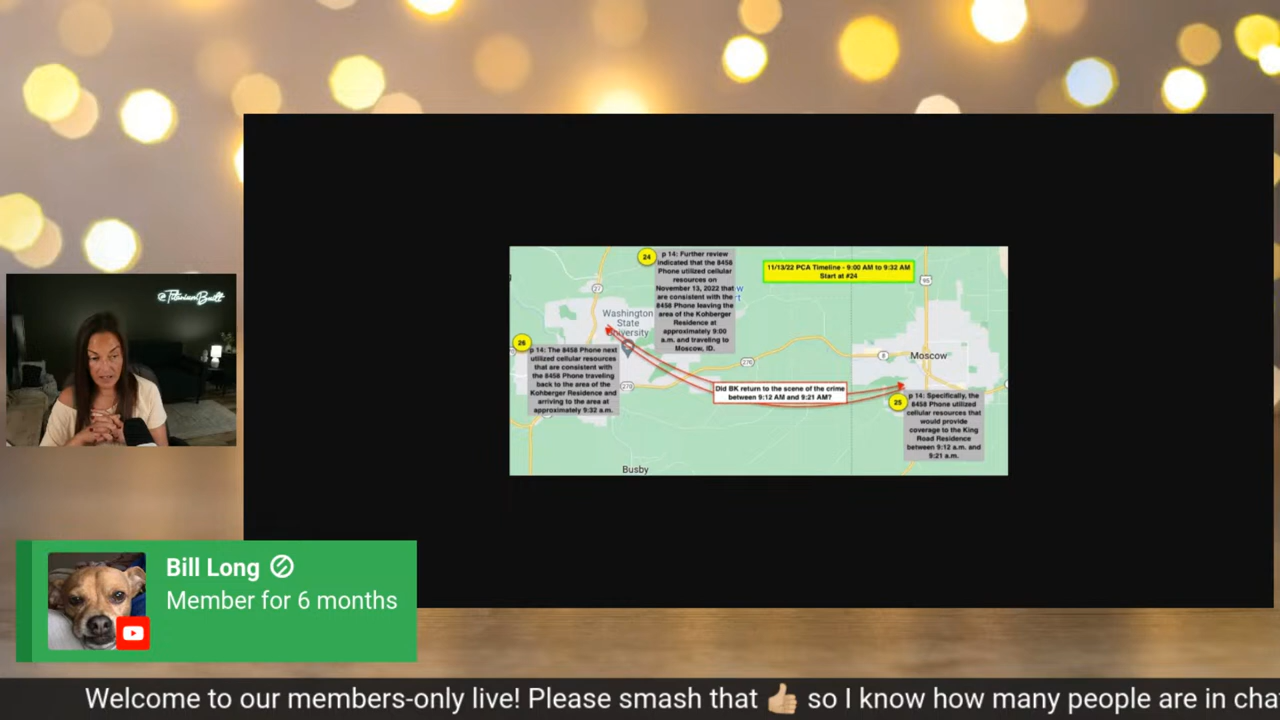 @TitaniumBuilt
24
p 14: Further review
indicated that the 8458
Phone utilized cellular
resources on
November 13, 2022 that
are consistent with the
8458 Phone leaving the
area of the Kohberger
Residence at
approximately 9:00
a.m. and traveling to
Moscow, ID.
11/13/22 PCA Timeline - 9:00 AM to 9:32 AM
Start at #24
95
27
Washington
State
University
26
p 14: The 8458 Phone next
utilized cellular resources
that are consistent with
the 8458 Phone traveling
back to the area of the
Kohberger Residence and
arriving to the area at
approximately 9:32 a.m.
270
270
8
Moscow
Did BK return to the scene of the crime
between 9:12 AM and 9:21 AM?
25
p 14: Specifically, the
8458 Phone utilized
cellular resources that
would provide
coverage to the King
Road Residence
between 9:12 a.m. and
9:21 a.m.
Busby
Bill Long
Member for 6 months
Welcome to our members-only live! Please smash that 👍🏼 so I know how many people are in cha